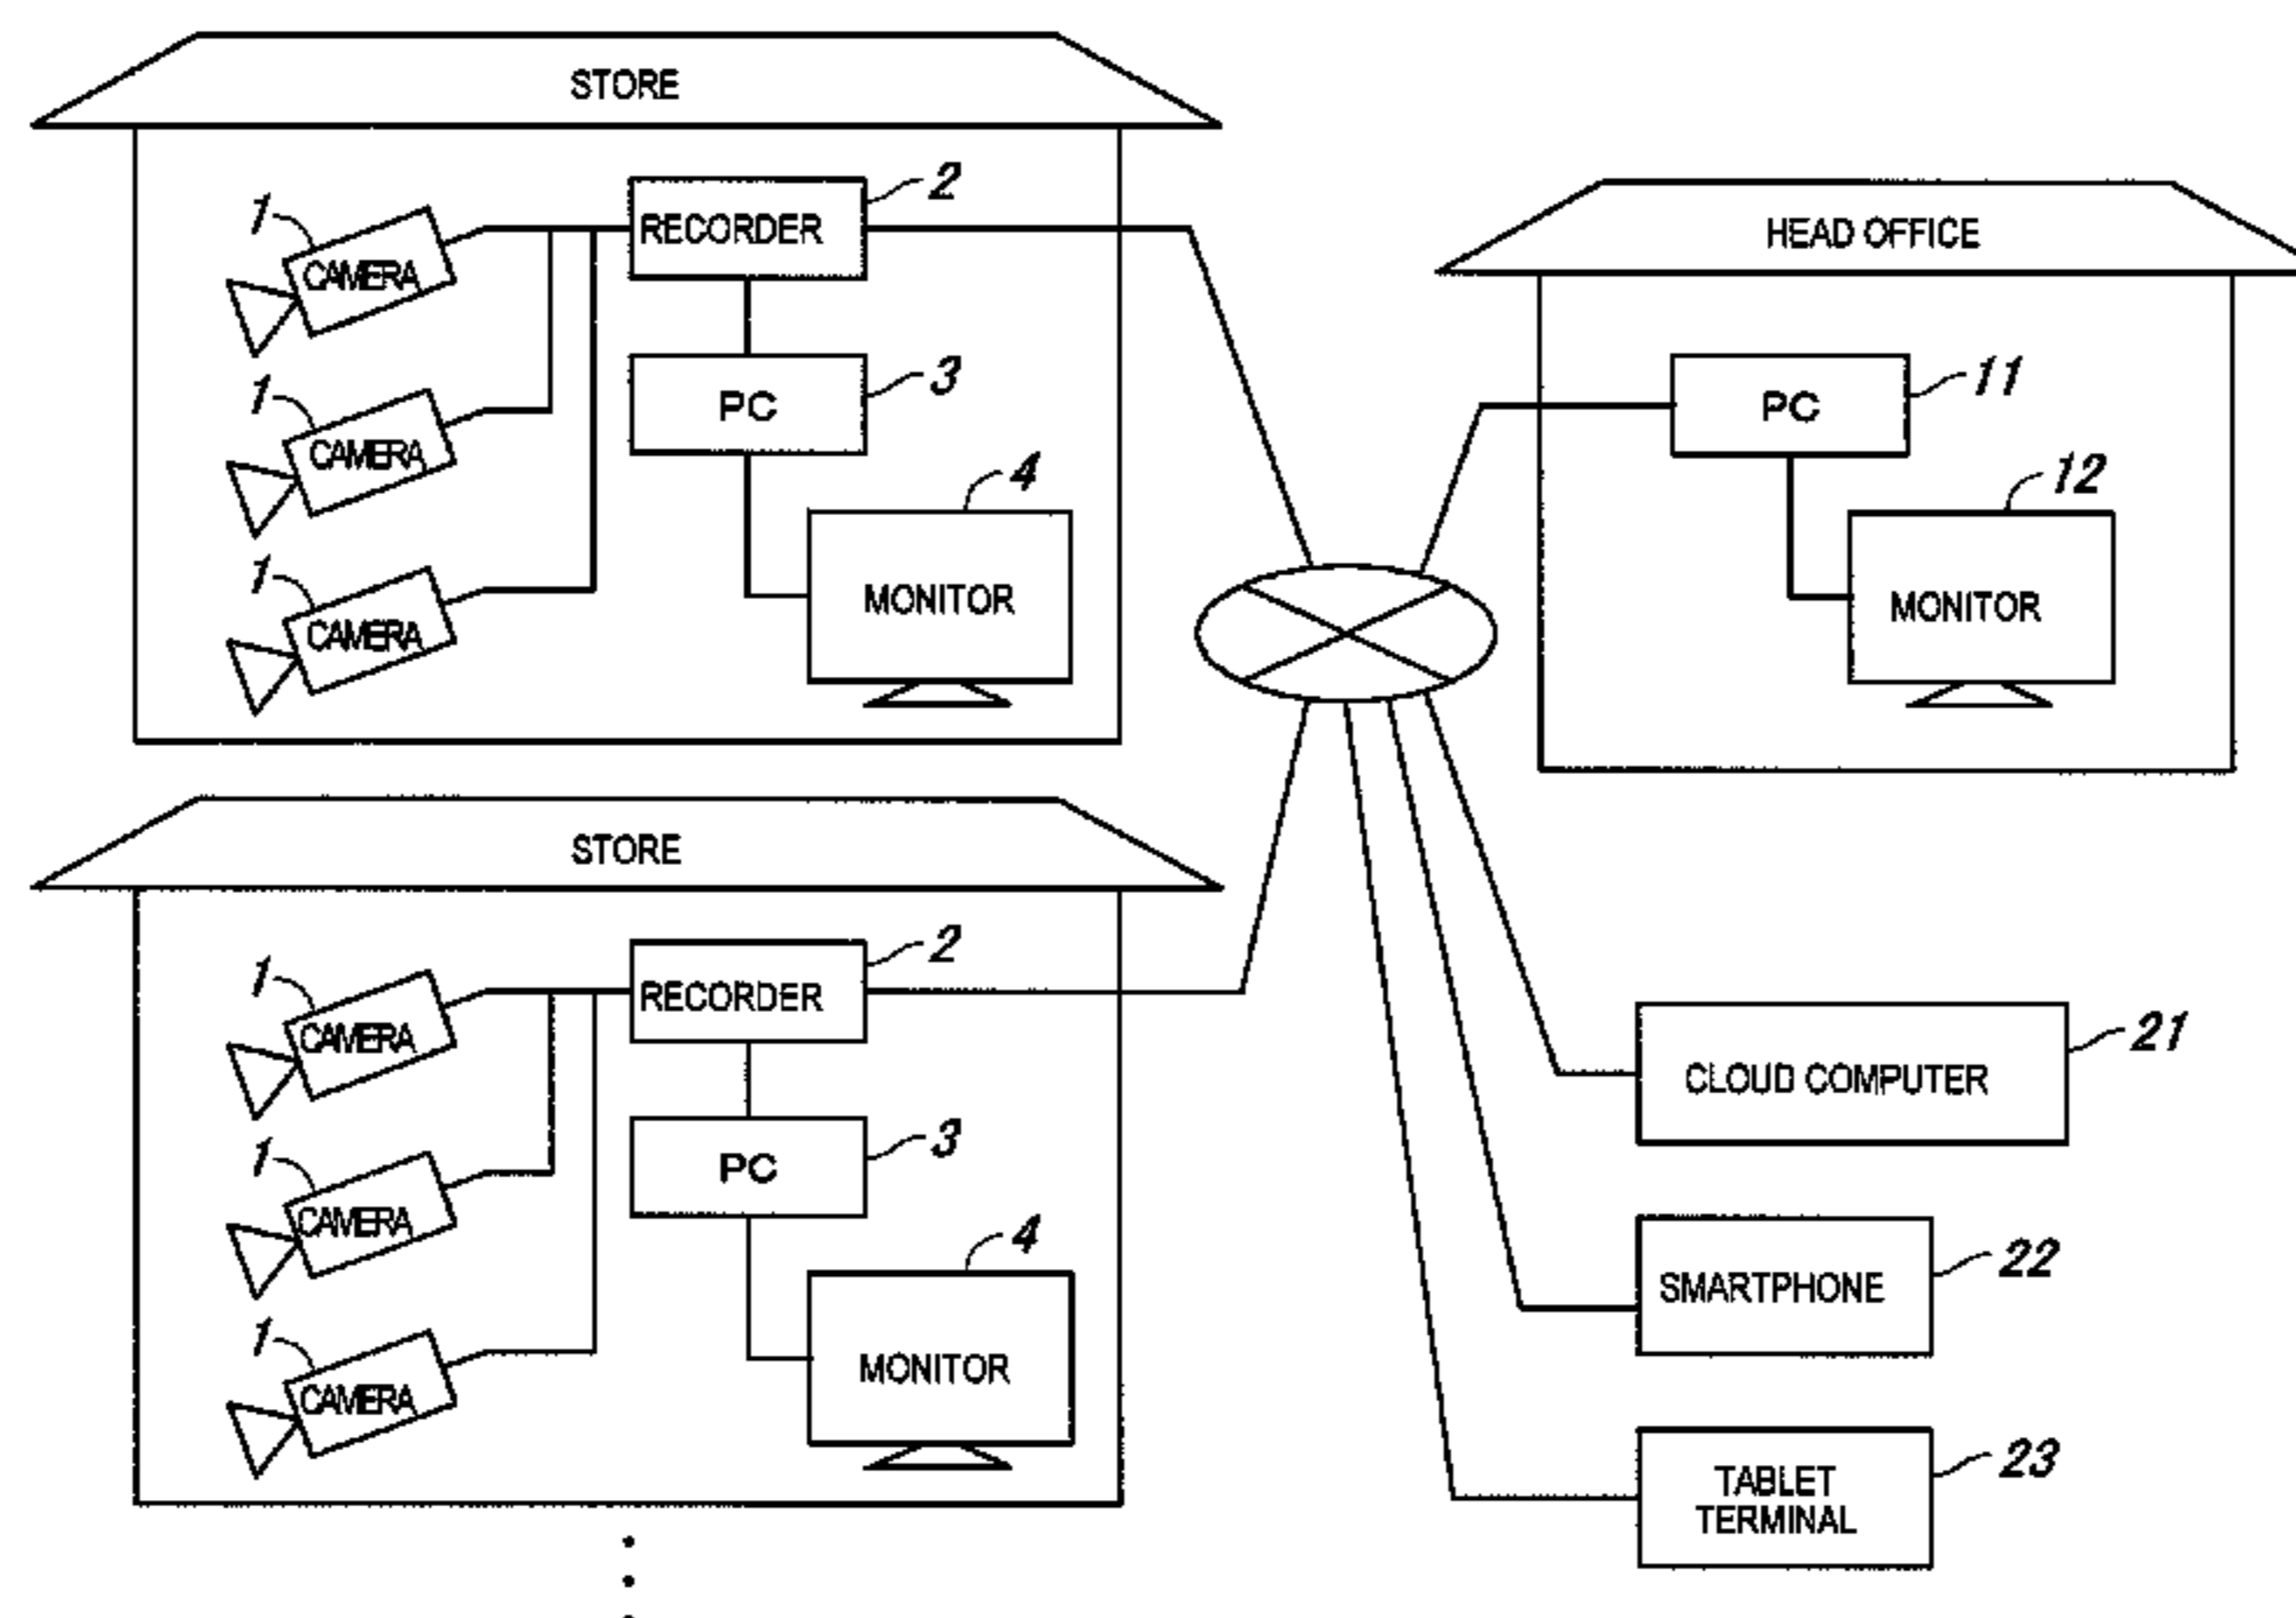 STORE
1
CAMERA
2
RECORDER
1
CAMERA
3
PC
1
CAMERA
4
MONITOR
HEAD OFFICE
11
PC
12
MONITOR
STORE
1
CAMERA
2
RECORDER
1
CAMERA
3
PC
1
CAMERA
4
MONITOR
21
CLOUD COMPUTER
22
SMARTPHONE
23
TABLET
TERMINAL